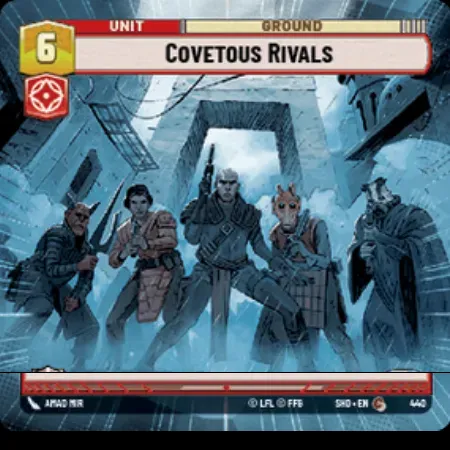 UNIT GROUND
6 COVETOUS RIVALS
AMAD MIR © LFL © FFG SHD • EN 440